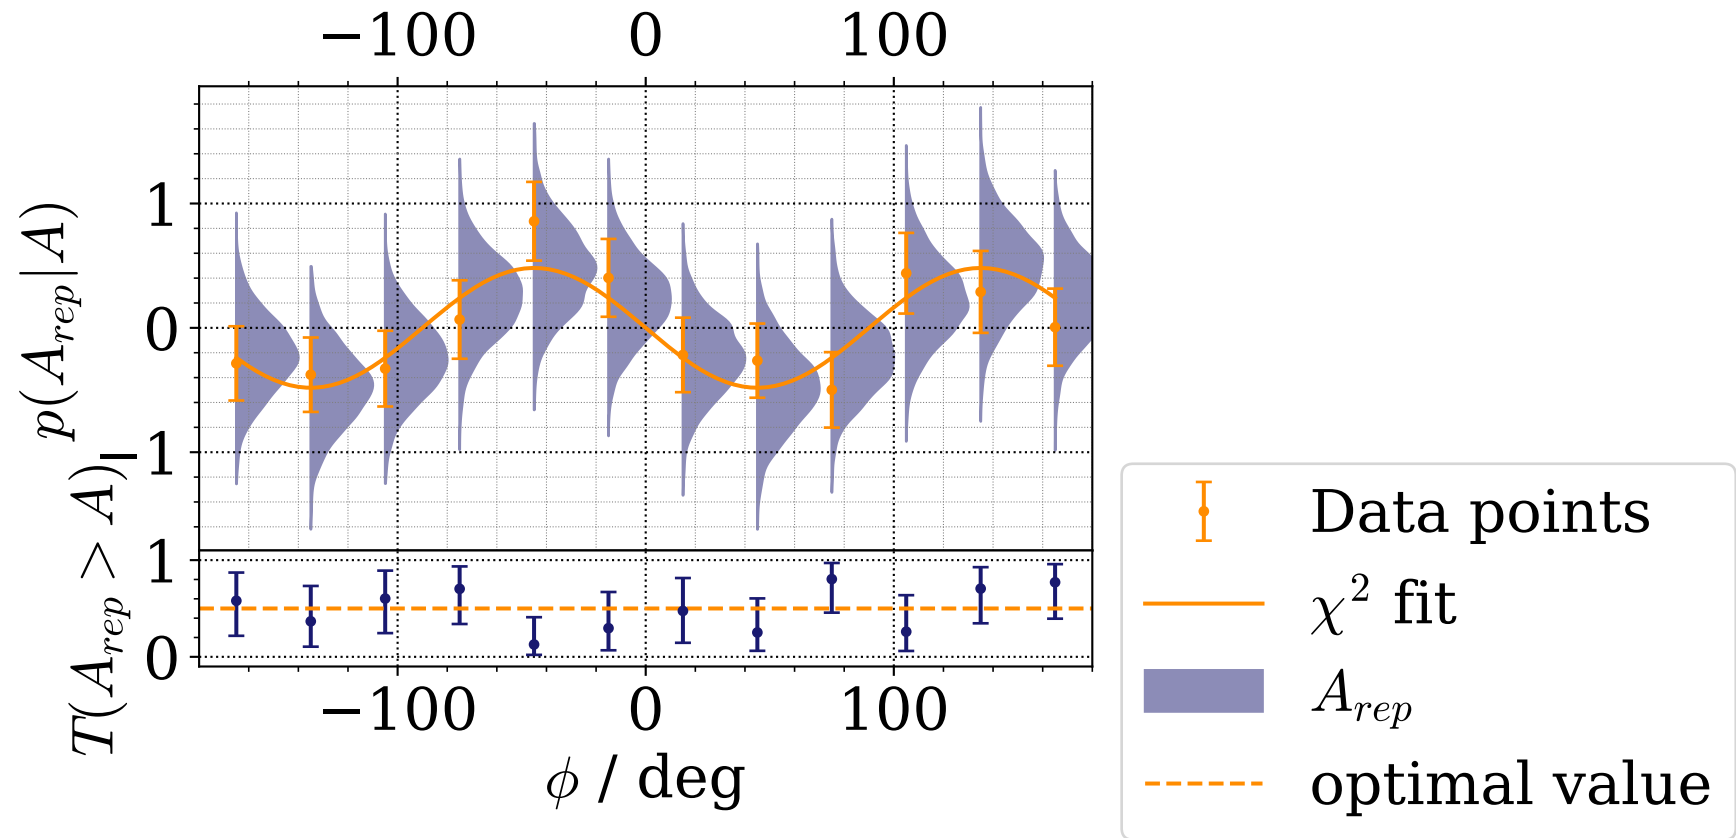 −100 0 100
p(A_rep|A)
1
0
−1
T(A_rep > A)
1
0
−100 0 100
ϕ / deg
Data points
χ² fit
A_rep
optimal value